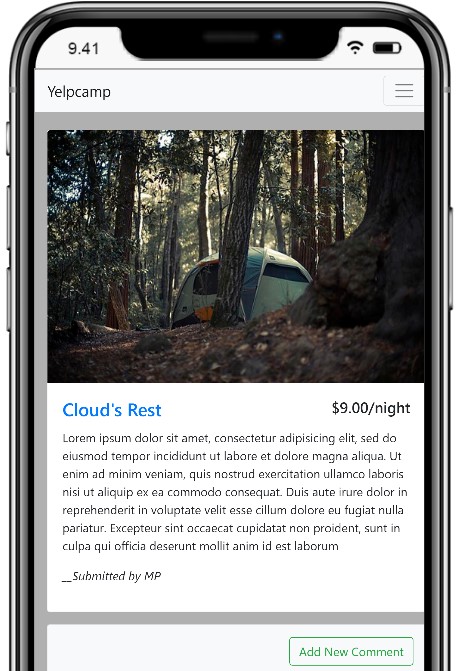 9.41
Yelpcamp
Cloud's Rest
$9.00/night
Lorem ipsum dolor sit amet, consectetur adipisicing elit, sed do
eiusmod tempor incididunt ut labore et dolore magna aliqua. Ut
enim ad minim veniam, quis nostrud exercitation ullamco laboris
nisi ut aliquip ex ea commodo consequat. Duis aute irure dolor in
reprehenderit in voluptate velit esse cillum dolore eu fugiat nulla
pariatur. Excepteur sint occaecat cupidatat non proident, sunt in
culpa qui officia deserunt mollit anim id est laborum
__Submitted by MP
Add New Comment